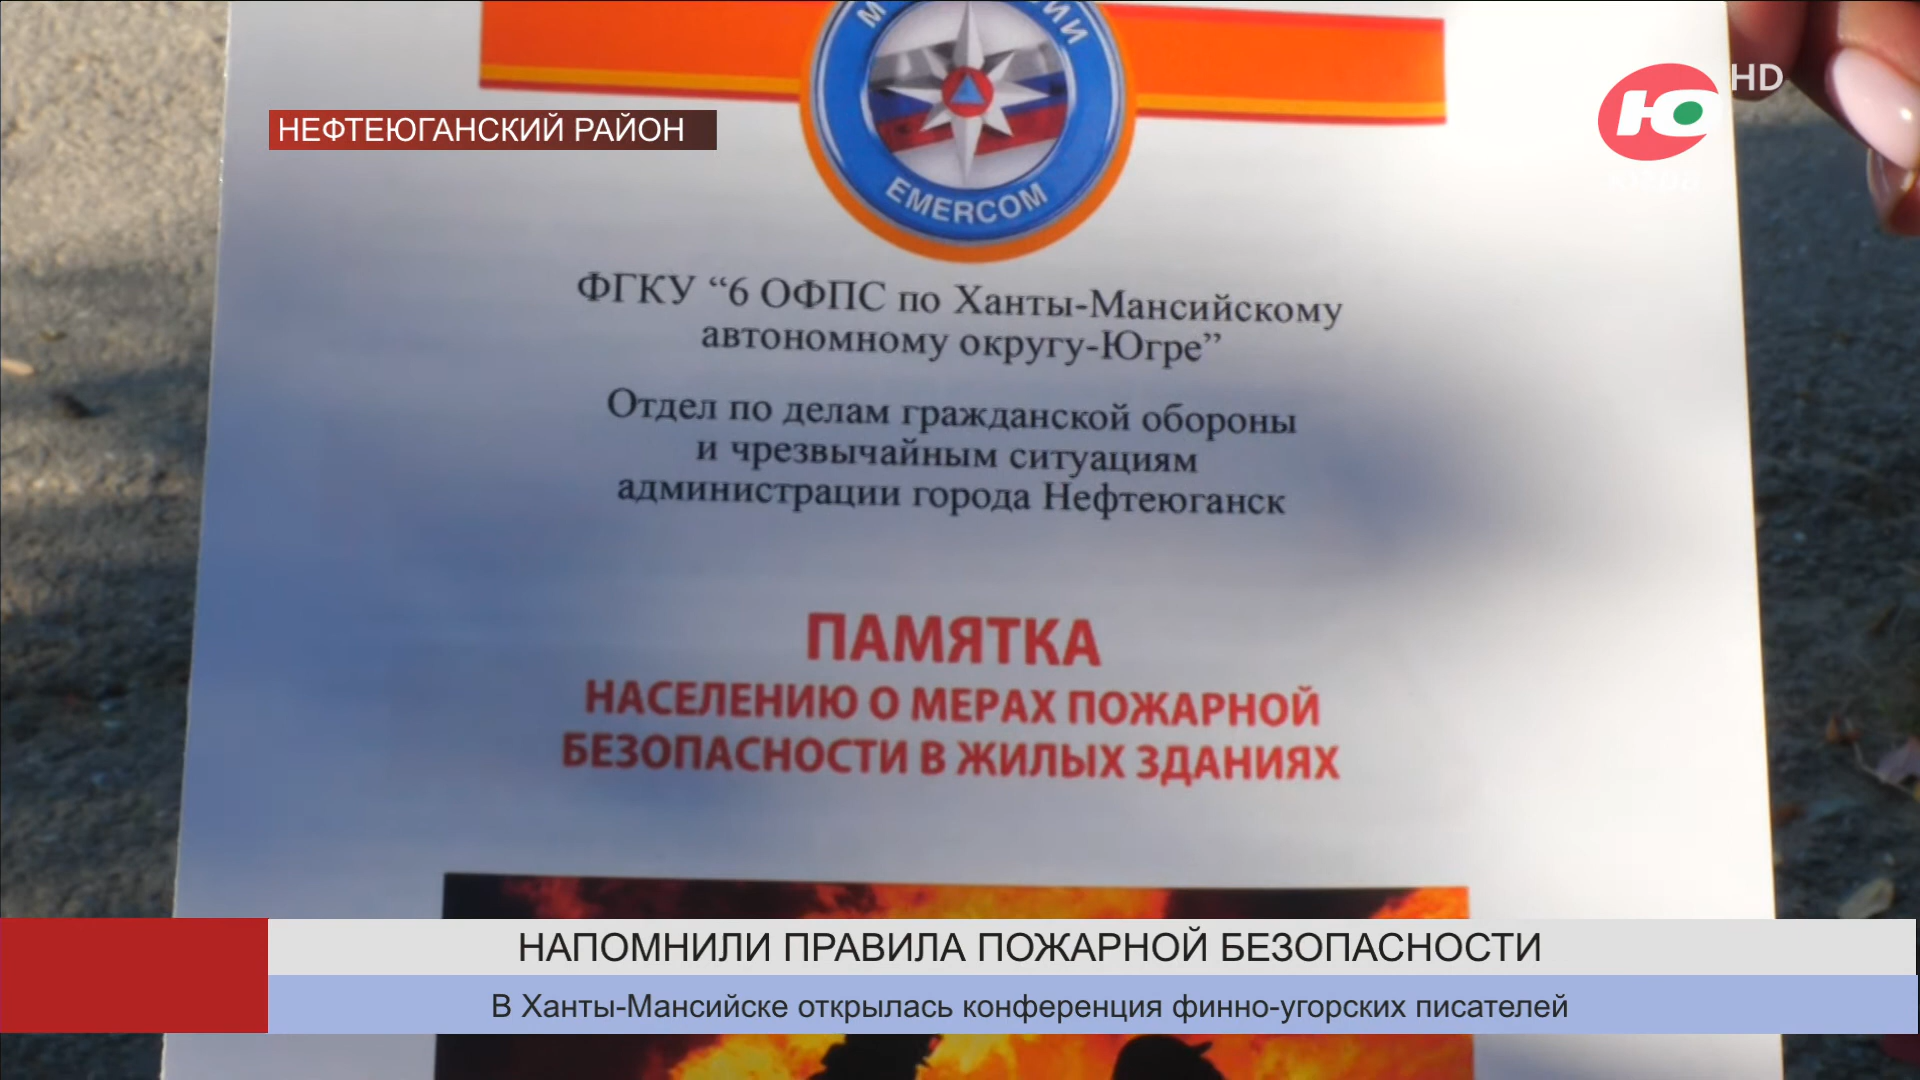 HD
НЕФТЕЮГАНСКИЙ РАЙОН
EMERCOM
ФГКУ “6 ОФПС по Ханты-Мансийскому
автономному округу-Югре”
Отдел по делам гражданской обороны
и чрезвычайным ситуациям
администрации города Нефтеюганск
ПАМЯТКА
НАСЕЛЕНИЮ О МЕРАХ ПОЖАРНОЙ
БЕЗОПАСНОСТИ В ЖИЛЫХ ЗДАНИЯХ
НАПОМНИЛИ ПРАВИЛА ПОЖАРНОЙ БЕЗОПАСНОСТИ
В Ханты-Мансийске открылась конференция финно-угорских писателей